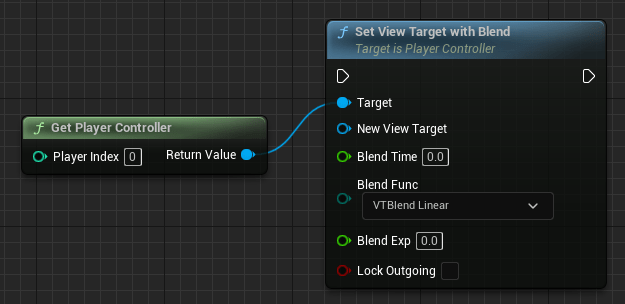 Set View Target with Blend
Target is Player Controller
Target
Get Player Controller
New View Target
Player Index 0 Return Value
Blend Time 0.0
Blend Func
VTBlend Linear
Blend Exp 0.0
Lock Outgoing